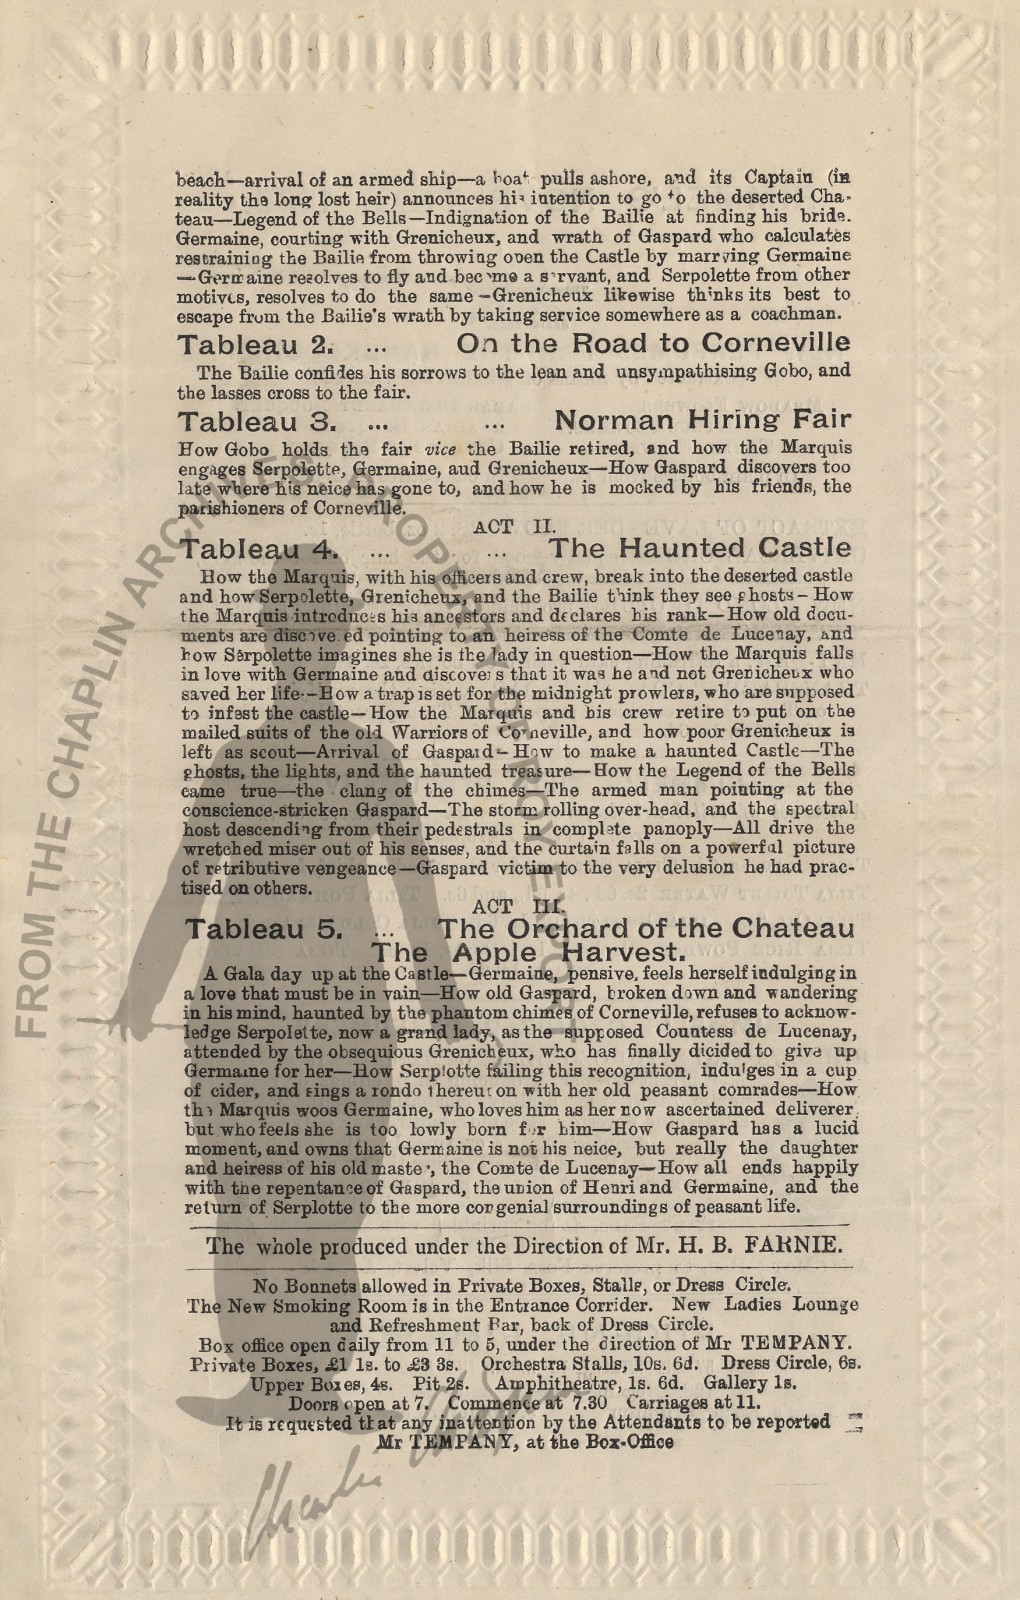 beach—arrival of an armed ship—a boat pulls ashore, and its Captain (in
reality the long lost heir) announces his intention to go to the deserted Cha-
teau—Legend of the Bells—Indignation of the Bailie at finding his bride.
Germaine, courting with Grenicheux, and wrath of Gaspard who calculates
restraining the Bailie from throwing open the Castle by marrying Germaine
—Germaine resolves to fly and become a servant, and Serpolette from other
motives, resolves to do the same—Grenicheux likewise thinks its best to
escape from the Bailie's wrath by taking service somewhere as a coachman.
Tableau 2. ... On the Road to Corneville
The Bailie confides his sorrows to the lean and unsympathising Gobo, and
the lasses cross to the fair.
Tableau 3. ... ... Norman Hiring Fair
How Gobo holds the fair vice the Bailie retired, and how the Marquis
engages Serpolette, Germaine, aud Grenicheux—How Gaspard discovers too
late where his neice has gone to, and how he is mocked by his friends, the
parishioners of Corneville.
ACT II.
Tableau 4. ... ... The Haunted Castle
How the Marquis, with his officers and crew, break into the deserted castle
and how Serpolette, Grenicheux, and the Bailie think they see ghosts—How
the Marquis introduces his ancestors and declares his rank—How old docu-
ments are discovered pointing to an heiress of the Comte de Lucenay, and
how Serpolette imagines she is the lady in question—How the Marquis falls
in love with Germaine and discovers that it was he and not Grenicheux who
saved her life—How a trap is set for the midnight prowlers, who are supposed
to infest the castle—How the Marquis and his crew retire to put on the
mailed suits of the old Warriors of Corneville, and how poor Grenicheux is
left as scout—Arrival of Gaspard—How to make a haunted Castle—The
ghosts, the lights, and the haunted treasure—How the Legend of the Bells
came true—the clang of the chimes—The armed man pointing at the
conscience-stricken Gaspard—The storm rolling over-head, and the spectral
host descending from their pedestrals in complete panoply—All drive the
wretched miser out of his senses, and the curtain falls on a powerful picture
of retributive vengeance—Gaspard victim to the very delusion he had prac-
tised on others.
ACT III.
Tableau 5. ... The Orchard of the Chateau
The Apple Harvest.
A Gala day up at the Castle—Germaine, pensive, feels herself indulging in
a love that must be in vain—How old Gaspard, broken down and wandering
in his mind, haunted by the phantom chimes of Corneville, refuses to acknow-
ledge Serpolette, now a grand lady, as the supposed Countess de Lucenay,
attended by the obsequious Grenicheux, who has finally dicided to give up
Germaine for her—How Serplotte failing this recognition, indulges in a cup
of cider, and sings a rondo thereupon with her old peasant comrades—How
the Marquis woos Germaine, who loves him as her now ascertained deliverer,
but who feels she is too lowly born for him—How Gaspard has a lucid
moment, and owns that Germaine is not his neice, but really the daughter
and heiress of his old master, the Comte de Lucenay—How all ends happily
with the repentance of Gaspard, the union of Henri and Germaine, and the
return of Serplotte to the more congenial surroundings of peasant life.
The whole produced under the Direction of Mr. H. B. FARNIE.
No Bonnets allowed in Private Boxes, Stalls, or Dress Circle.
The New Smoking Room is in the Entrance Corrider. New Ladies Lounge
and Refreshment Bar, back of Dress Circle.
Box office open daily from 11 to 5, under the direction of Mr TEMPANY.
Private Boxes, £1 1s. to £3 3s. Orchestra Stalls, 10s. 6d. Dress Circle, 6s.
Upper Boxes, 4s. Pit 2s. Amphitheatre, 1s. 6d. Gallery 1s.
Doors open at 7. Commence at 7.30 Carriages at 11.
It is requested that any inattention by the Attendants to be reported
Mr TEMPANY, at the Box-Office
FROM THE CHAPLIN ARCHIVES. PROPERTY OF ROY EXPORT
Charlie Chaplin